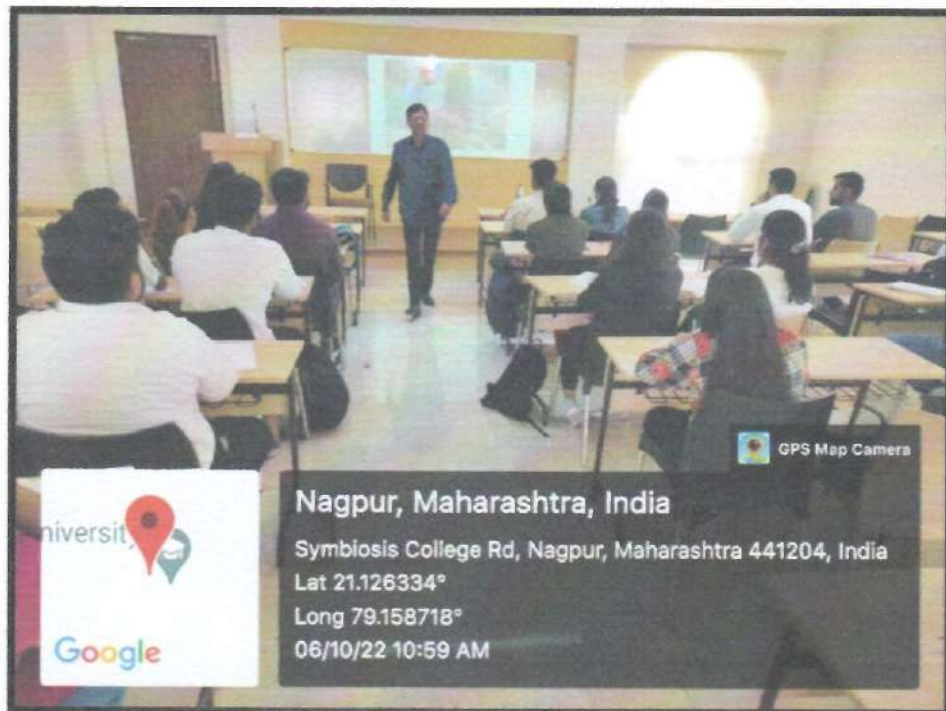 GPS Map Camera
Nagpur, Maharashtra, India
niversit
Symbiosis College Rd, Nagpur, Maharashtra 441204, India
Lat 21.126334°
Long 79.158718°
06/10/22 10:59 AM
Google